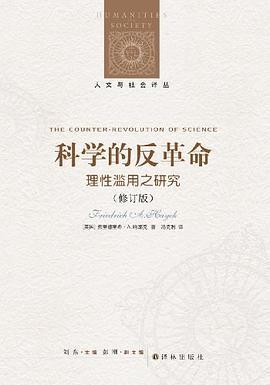 HUMANITIES
SOCIETY
人文与社会译丛
THE COUNTER-REVOLUTION OF SCIENCE
科学的反革命
理性滥用之研究
(修订版)
Friedrich A. Hayek
[英国] 弗里德里希·A.哈耶克 著 冯克利 译
刘东 主编 彭刚 副主编 译林出版社